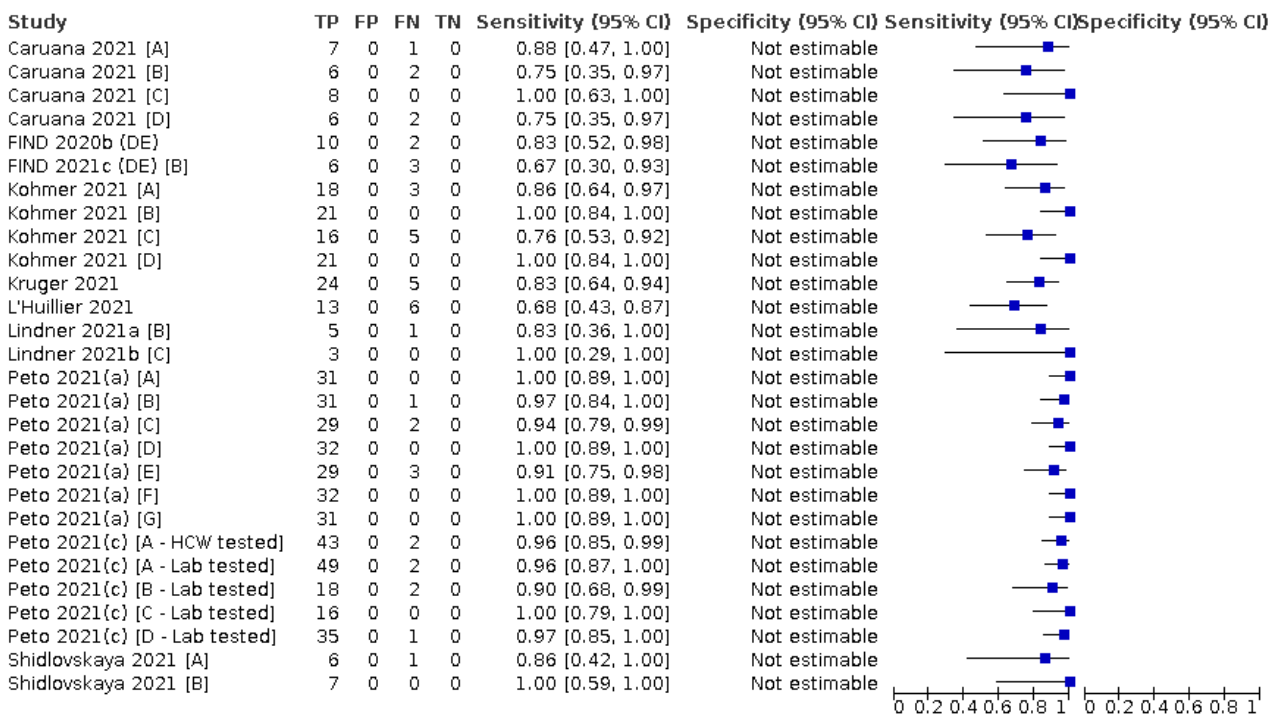 Study TP FP FN TN Sensitivity (95% CI) Specificity (95% CI) Sensitivity (95% CI) Specificity (95% CI)
Caruana 2021 [A] 7 0 1 0 0.88 [0.47, 1.00] Not estimable
Caruana 2021 [B] 6 0 2 0 0.75 [0.35, 0.97] Not estimable
Caruana 2021 [C] 8 0 0 0 1.00 [0.63, 1.00] Not estimable
Caruana 2021 [D] 6 0 2 0 0.75 [0.35, 0.97] Not estimable
FIND 2020b (DE) 10 0 2 0 0.83 [0.52, 0.98] Not estimable
FIND 2021c (DE) [B] 6 0 3 0 0.67 [0.30, 0.93] Not estimable
Kohmer 2021 [A] 18 0 3 0 0.86 [0.64, 0.97] Not estimable
Kohmer 2021 [B] 21 0 0 0 1.00 [0.84, 1.00] Not estimable
Kohmer 2021 [C] 16 0 5 0 0.76 [0.53, 0.92] Not estimable
Kohmer 2021 [D] 21 0 0 0 1.00 [0.84, 1.00] Not estimable
Kruger 2021 24 0 5 0 0.83 [0.64, 0.94] Not estimable
L'Huillier 2021 13 0 6 0 0.68 [0.43, 0.87] Not estimable
Lindner 2021a [B] 5 0 1 0 0.83 [0.36, 1.00] Not estimable
Lindner 2021b [C] 3 0 0 0 1.00 [0.29, 1.00] Not estimable
Peto 2021(a) [A] 31 0 0 0 1.00 [0.89, 1.00] Not estimable
Peto 2021(a) [B] 31 0 1 0 0.97 [0.84, 1.00] Not estimable
Peto 2021(a) [C] 29 0 2 0 0.94 [0.79, 0.99] Not estimable
Peto 2021(a) [D] 32 0 0 0 1.00 [0.89, 1.00] Not estimable
Peto 2021(a) [E] 29 0 3 0 0.91 [0.75, 0.98] Not estimable
Peto 2021(a) [F] 32 0 0 0 1.00 [0.89, 1.00] Not estimable
Peto 2021(a) [G] 31 0 0 0 1.00 [0.89, 1.00] Not estimable
Peto 2021(c) [A - HCW tested] 43 0 2 0 0.96 [0.85, 0.99] Not estimable
Peto 2021(c) [A - Lab tested] 49 0 2 0 0.96 [0.87, 1.00] Not estimable
Peto 2021(c) [B - Lab tested] 18 0 2 0 0.90 [0.68, 0.99] Not estimable
Peto 2021(c) [C - Lab tested] 16 0 0 0 1.00 [0.79, 1.00] Not estimable
Peto 2021(c) [D - Lab tested] 35 0 1 0 0.97 [0.85, 1.00] Not estimable
Shidlovskaya 2021 [A] 6 0 1 0 0.86 [0.42, 1.00] Not estimable
Shidlovskaya 2021 [B] 7 0 0 0 1.00 [0.59, 1.00] Not estimable
0 0.2 0.4 0.6 0.8 1 0 0.2 0.4 0.6 0.8 1